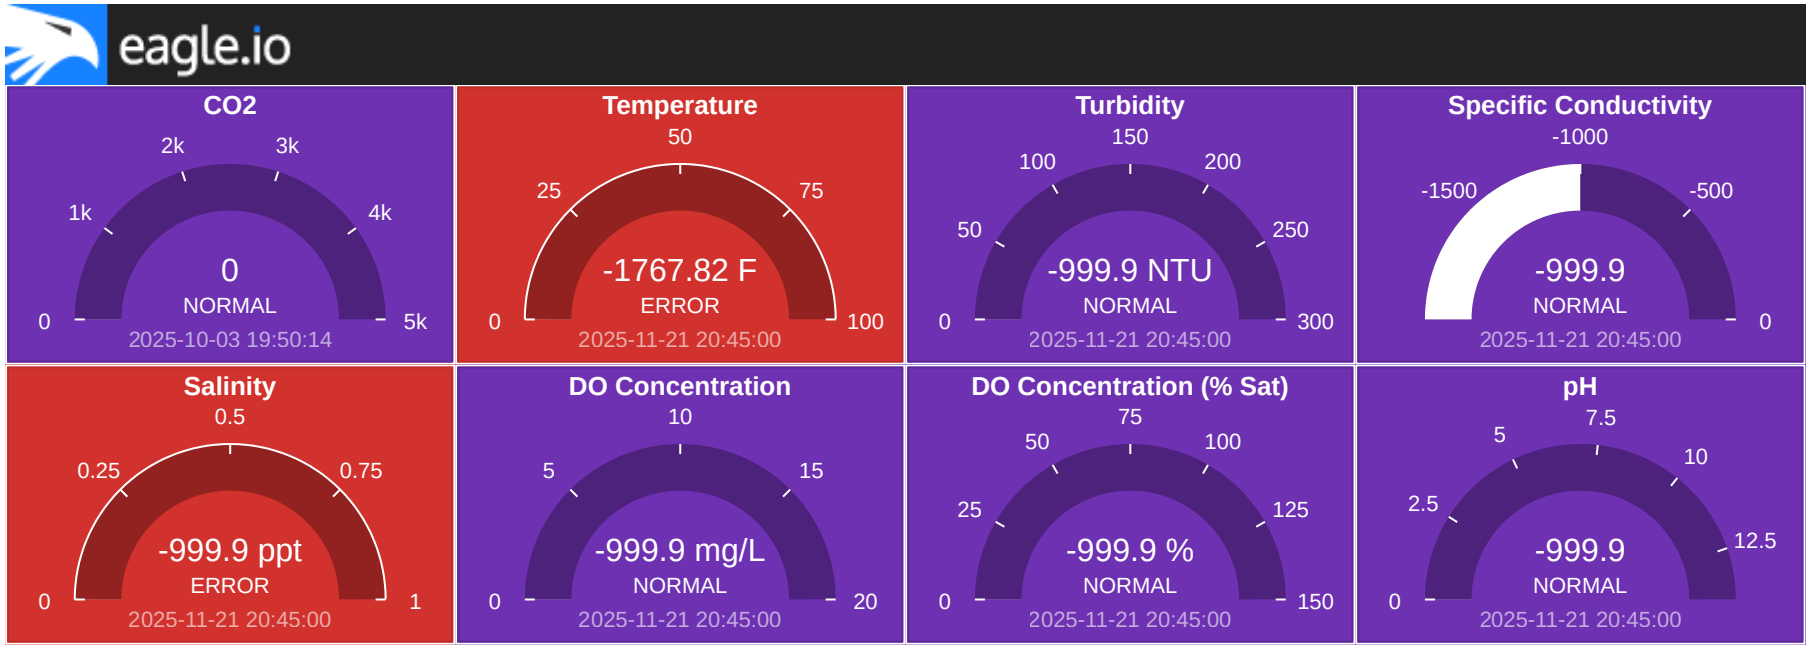 eagle.io
CO2
2k 3k
1k 4k
0
NORMAL
0 5k
2025-10-03 19:50:14
Temperature
50
25 75
-1767.82 F
ERROR
0 100
2025-11-21 20:45:00
Turbidity
150
100 200
50 250
-999.9 NTU
NORMAL
0 300
2025-11-21 20:45:00
Specific Conductivity
-1000
-1500 -500
-999.9
NORMAL
0
2025-11-21 20:45:00
Salinity
0.5
0.25 0.75
-999.9 ppt
ERROR
0 1
2025-11-21 20:45:00
DO Concentration
10
5 15
-999.9 mg/L
NORMAL
0 20
2025-11-21 20:45:00
DO Concentration (% Sat)
75
50 100
25 125
-999.9 %
NORMAL
0 150
2025-11-21 20:45:00
pH
7.5
5 10
2.5 12.5
-999.9
NORMAL
0
2025-11-21 20:45:00